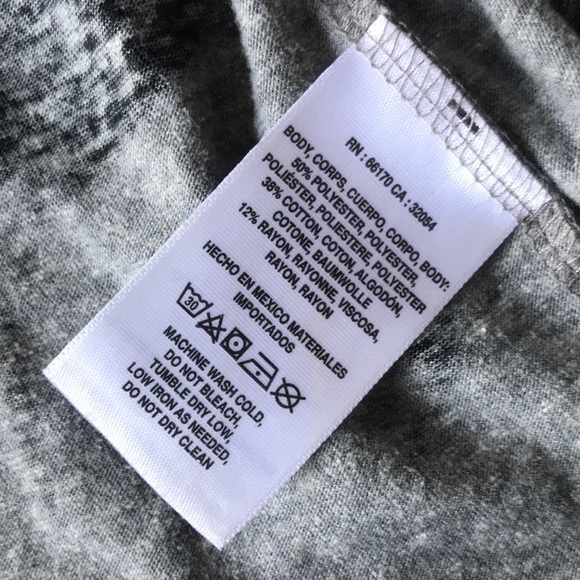 RN : 66170 CA : 32054
BODY, CORPS, CUERPO, CORPO, BODY:
50% POLYESTER, POLYESTER,
POLIÉSTER, POLIESTERE, POLYESTER
38% COTTON, COTON, ALGODÓN,
COTONE, BAUMWOLLE
12% RAYON, RAYONNE, VISCOSA,
RAYON, RAYON
HECHO EN MEXICO MATERIALES
IMPORTADOS
30
MACHINE WASH COLD,
DO NOT BLEACH,
TUMBLE DRY LOW,
LOW IRON AS NEEDED,
DO NOT DRY CLEAN